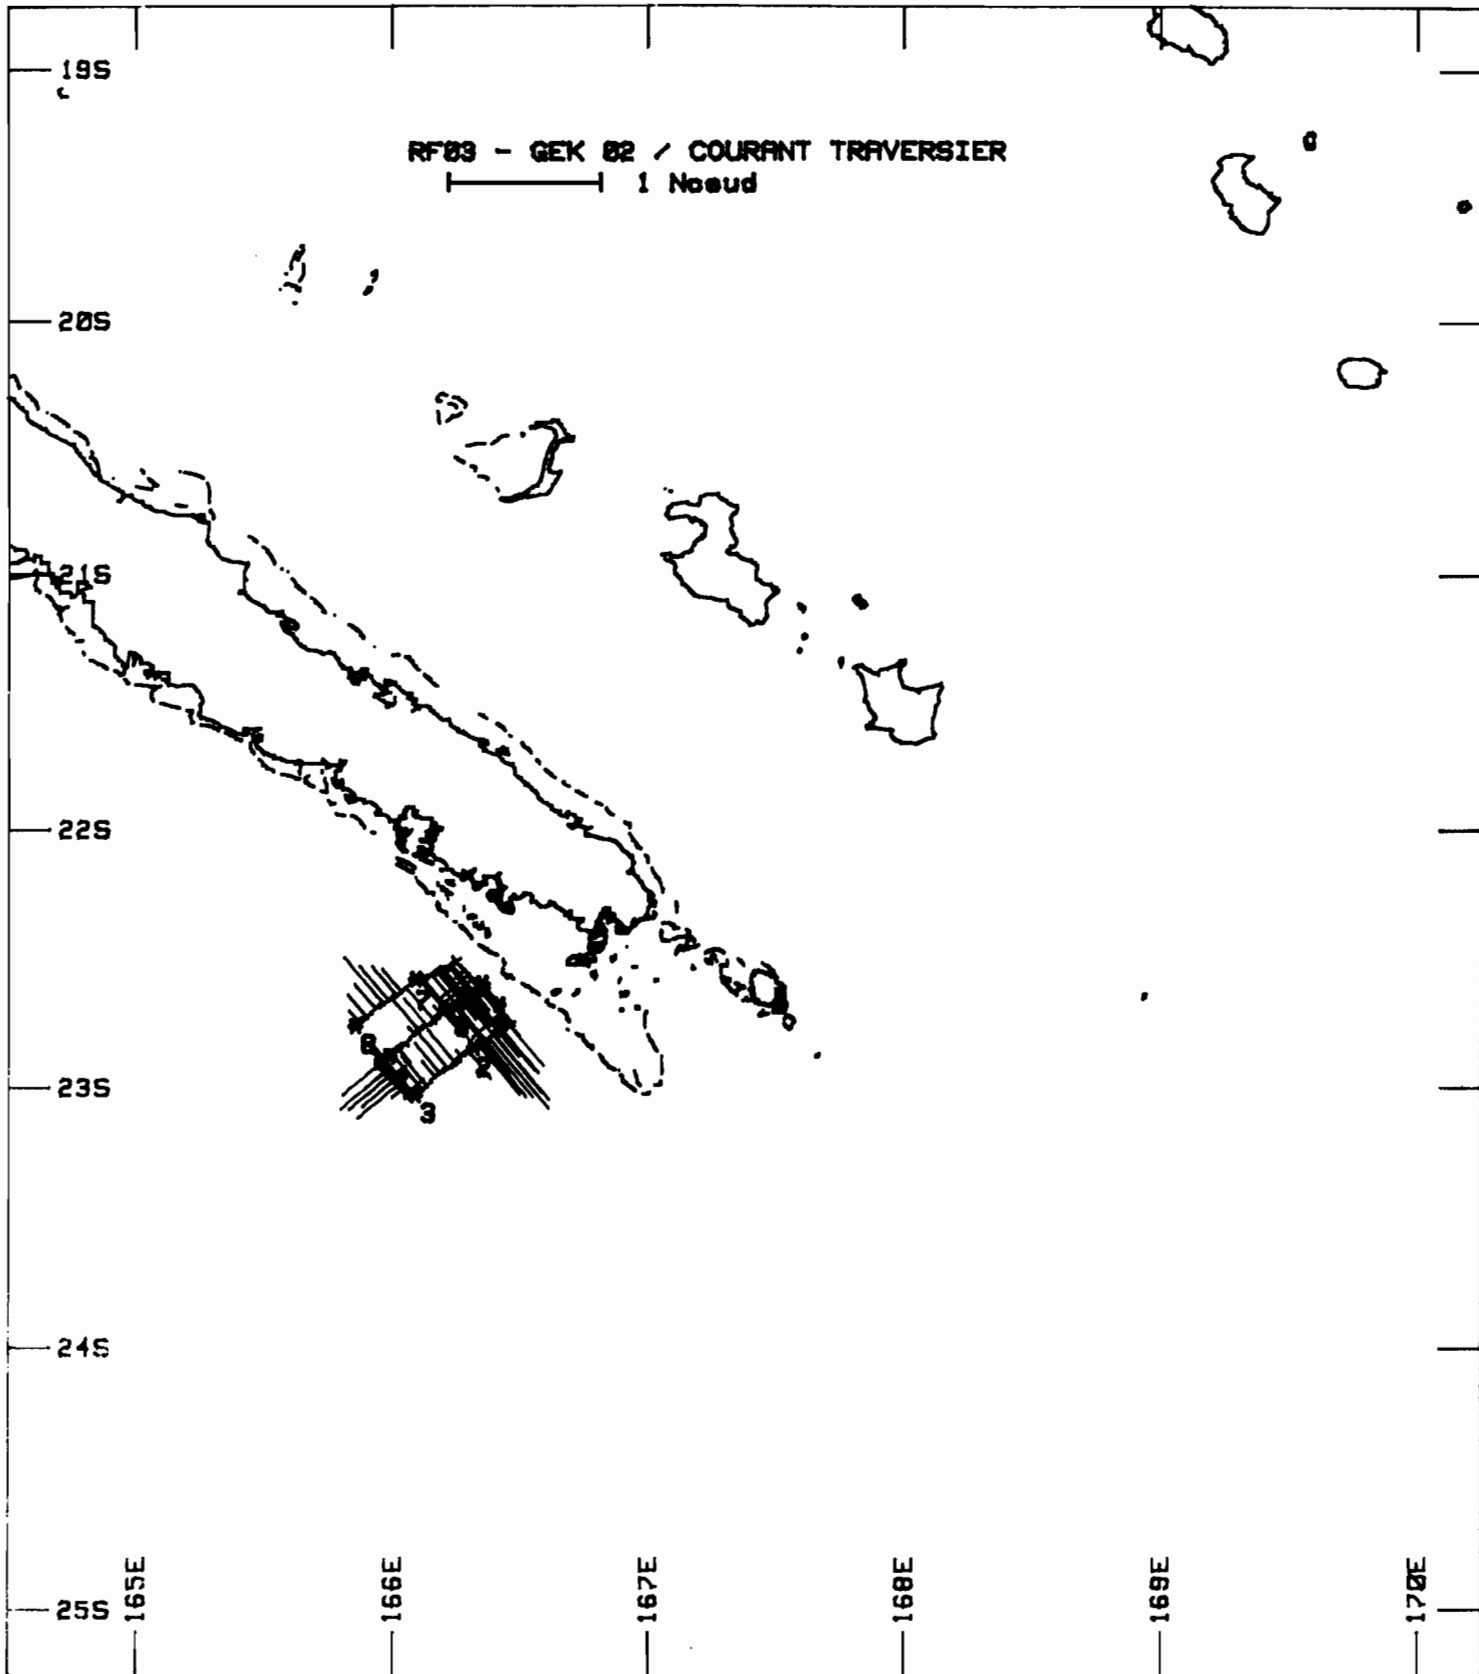 19S
RF03 - GEK 02 / COURANT TRAVERSIER
1 Noeud
20S
21S
22S
6
23S
3
24S
25S
165E
166E
167E
168E
169E
170E